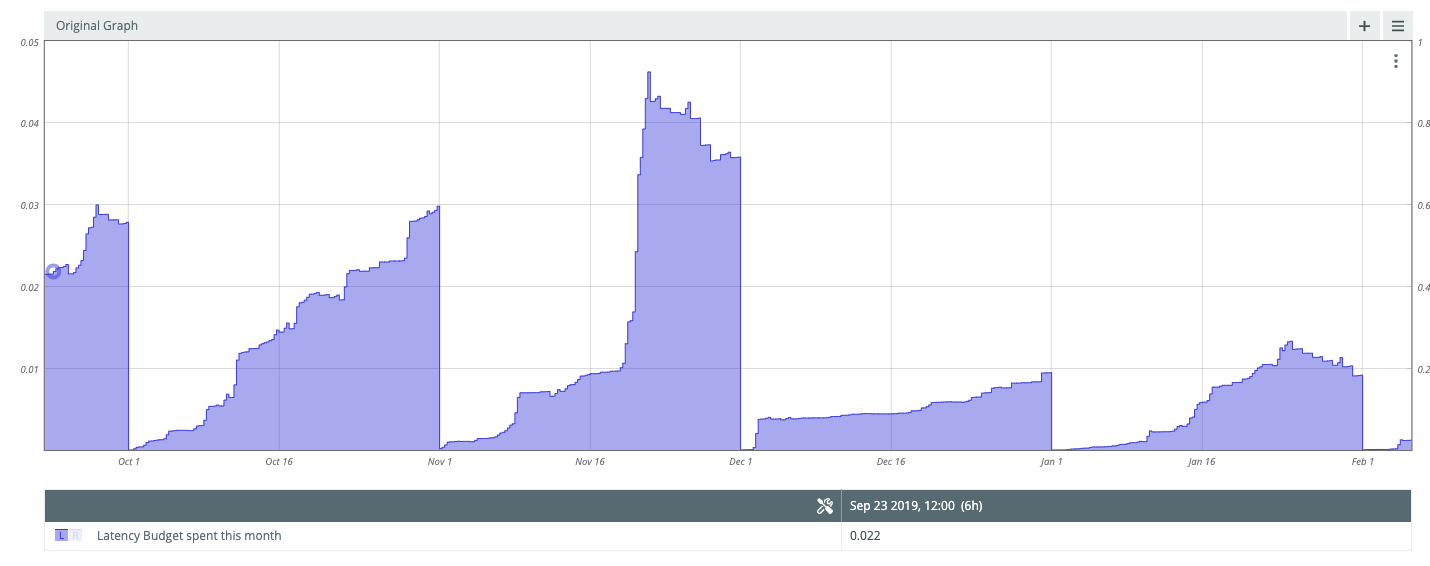 Original Graph
+
0.05
1
0.04
0.8
0.03
0.6
0.02
0.4
0.01
0.2
Oct 1
Oct 16
Nov 1
Nov 16
Dec 1
Dec 16
Jan 1
Jan 16
Feb 1
Sep 23 2019, 12:00 (6h)
L R Latency Budget spent this month
0.022